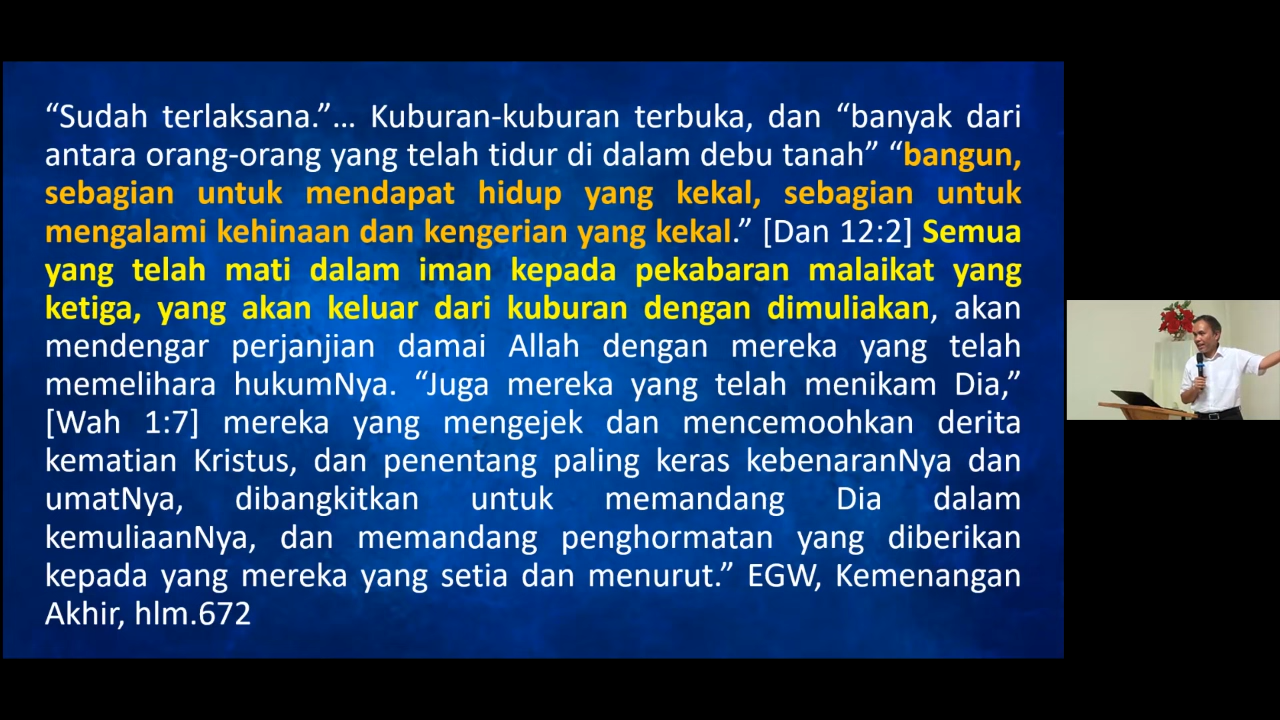 “Sudah terlaksana.”… Kuburan-kuburan terbuka, dan “banyak dari
antara orang-orang yang telah tidur di dalam debu tanah” “bangun,
sebagian untuk mendapat hidup yang kekal, sebagian untuk
mengalami kehinaan dan kengerian yang kekal.” [Dan 12:2] Semua
yang telah mati dalam iman kepada pekabaran malaikat yang
ketiga, yang akan keluar dari kuburan dengan dimuliakan, akan
mendengar perjanjian damai Allah dengan mereka yang telah
memelihara hukumNya. “Juga mereka yang telah menikam Dia,”
[Wah 1:7] mereka yang mengejek dan mencemoohkan derita
kematian Kristus, dan penentang paling keras kebenaranNya dan
umatNya, dibangkitkan untuk memandang Dia dalam
kemuliaanNya, dan memandang penghormatan yang diberikan
kepada yang mereka yang setia dan menurut.” EGW, Kemenangan
Akhir, hlm.672